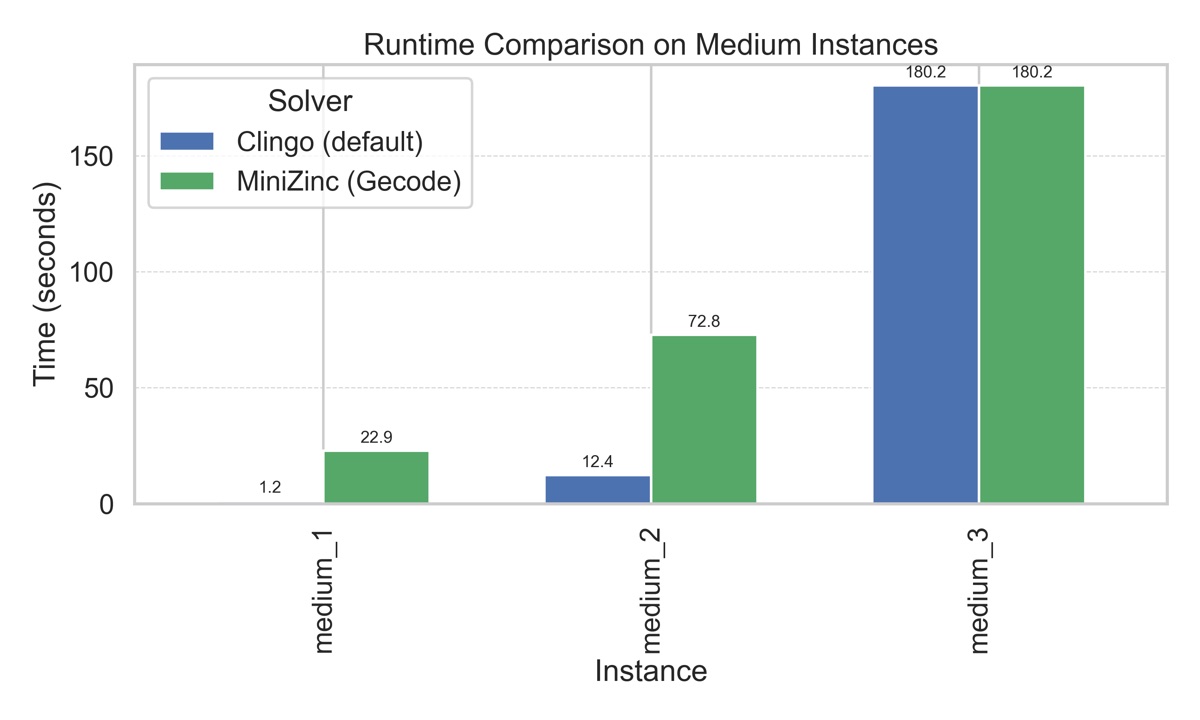 Runtime Comparison on Medium Instances
Solver
Clingo (default)
MiniZinc (Gecode)
180.2
180.2
150
100
72.8
50
22.9
12.4
1.2
0
Time (seconds)
medium_1
medium_2
medium_3
Instance